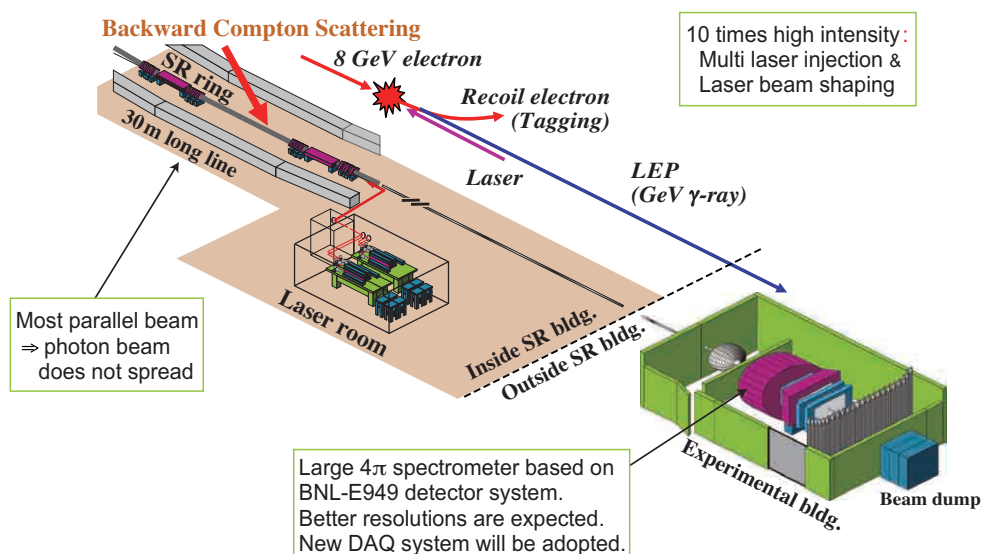 Backward Compton Scattering
10 times high intensity:
Multi laser injection &
Laser beam shaping
8 GeV electron
SR ring
Recoil electron
(Tagging)
30 m long line
Laser
LEP
(GeV γ-ray)
Most parallel beam
⇒ photon beam
does not spread
Laser room
Inside SR bldg.
Outside SR bldg.
Large 4π spectrometer based on
BNL-E949 detector system.
Better resolutions are expected.
New DAQ system will be adopted.
Experimental bldg.
Beam dump